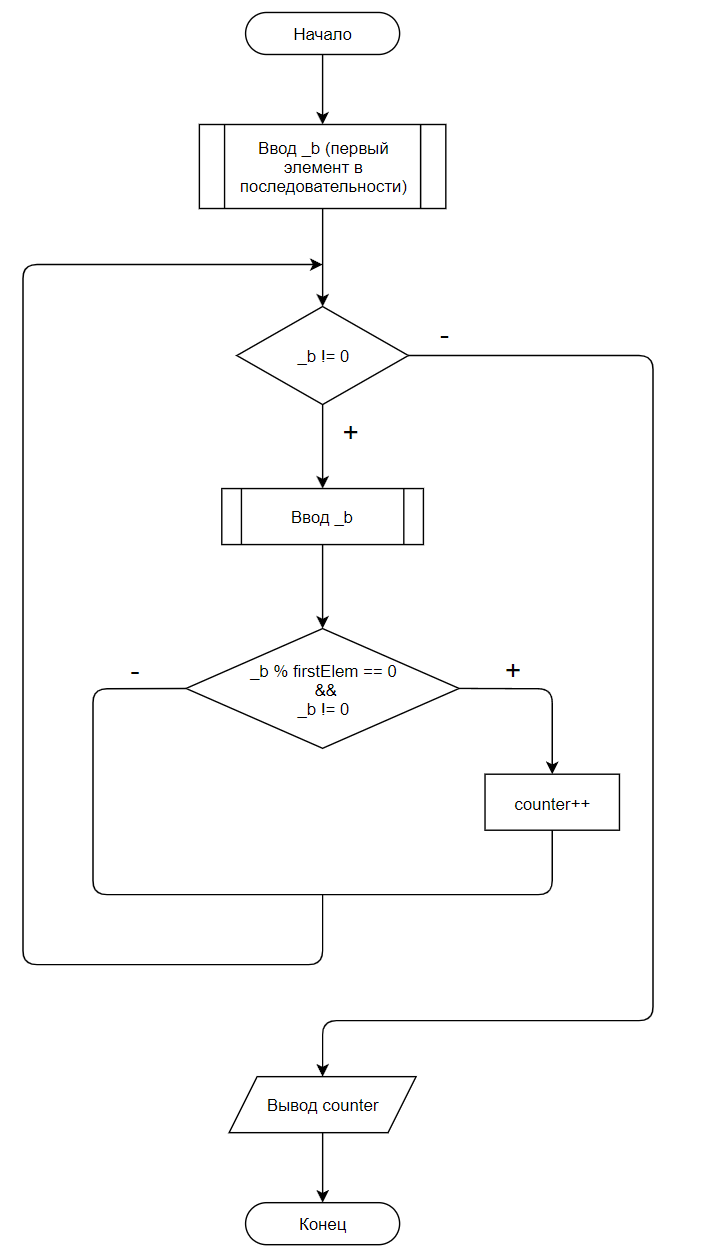 Начало
Ввод _b (первый
элемент в
последовательности)
_b != 0
-
+
Ввод _b
_b % firstElem == 0
&&
_b != 0
-
+
counter++
Вывод counter
Конец